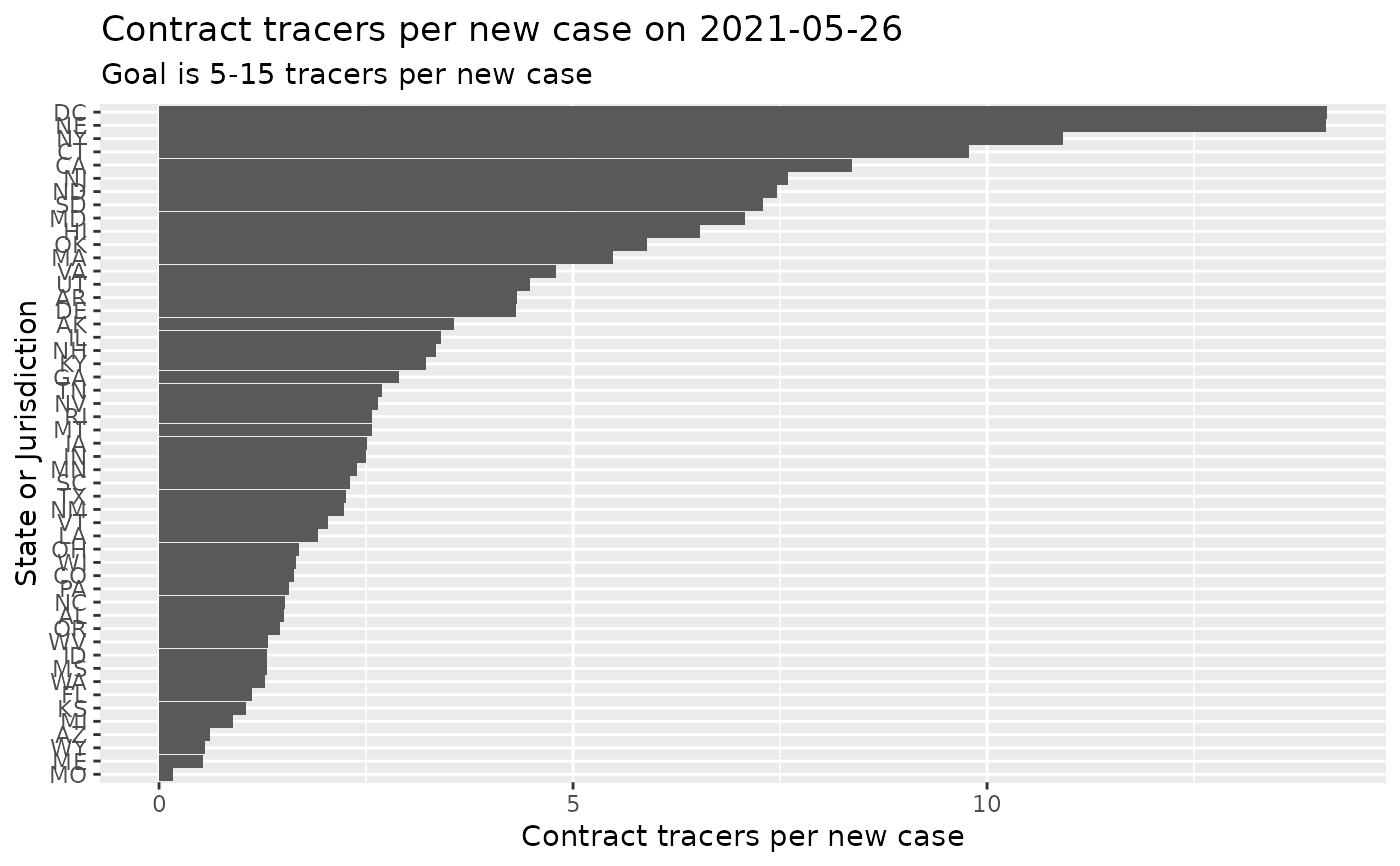 Contract tracers per new case on 2021-05-26
Goal is 5-15 tracers per new case
State or Jurisdiction
DC
NE
NY
CT
CA
NJ
ND
SD
MD
HI
OK
MA
VA
UT
AR
DE
AK
IL
NH
KY
GA
TN
NV
RI
MT
IA
IN
MN
SC
TX
NM
VT
LA
OH
WI
CO
PA
NC
AL
OR
WV
ID
MS
WA
FL
KS
MI
AZ
WY
ME
MO
0 5 10
Contract tracers per new case